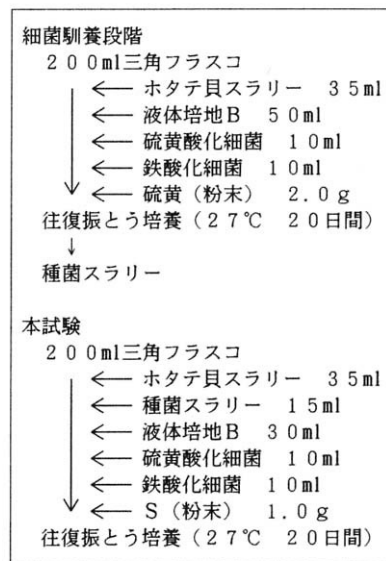 細菌馴養段階
２００ml三角フラスコ
← ホタテ貝スラリー ３５ml
← 液体培地Ｂ ５０ml
← 硫黄酸化細菌 １０ml
← 鉄酸化細菌 １０ml
← 硫黄（粉末） ２.０ｇ
往復振とう培養（２７℃ ２０日間）
↓
種菌スラリー
本試験
２００ml三角フラスコ
← ホタテ貝スラリー ３５ml
← 種菌スラリー １５ml
← 液体培地Ｂ ３０ml
← 硫黄酸化細菌 １０ml
← 鉄酸化細菌 １０ml
← Ｓ（粉末） １.０ｇ
往復振とう培養（２７℃ ２０日間）